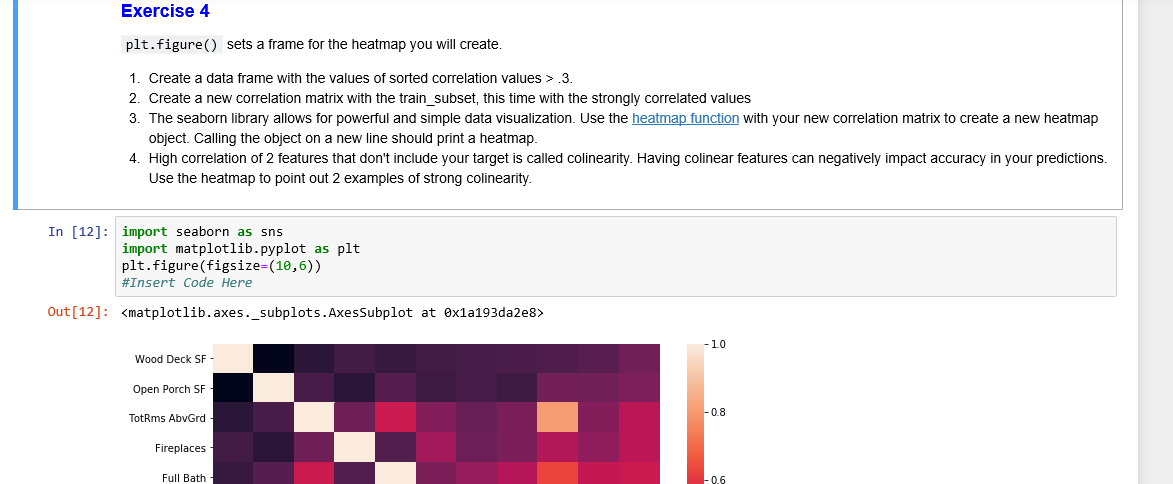 Exercise 4
plt.figure() sets a frame for the heatmap you will create.
1. Create a data frame with the values of sorted correlation values > .3.
2. Create a new correlation matrix with the train_subset, this time with the strongly correlated values
3. The seaborn library allows for powerful and simple data visualization. Use the heatmap function with your new correlation matrix to create a new heatmap
object. Calling the object on a new line should print a heatmap.
4. High correlation of 2 features that don't include your target is called colinearity. Having colinear features can negatively impact accuracy in your predictions.
Use the heatmap to point out 2 examples of strong colinearity.
In [12]: import seaborn as sns
import matplotlib.pyplot as plt
plt.figure(figsize=(10,6))
#Insert Code Here
Out[12]: <matplotlib.axes._subplots.AxesSubplot at 0x1a193da2e8>
Wood Deck SF
1.0
Open Porch SF
TotRms AbvGrd
0.8
Fireplaces
Full Bath
0.6